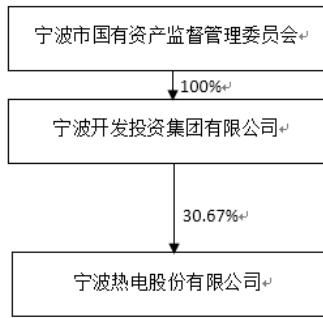 宁波市国有资产监督管理委员会
100%
宁波开发投资集团有限公司
30.67%
宁波热电股份有限公司